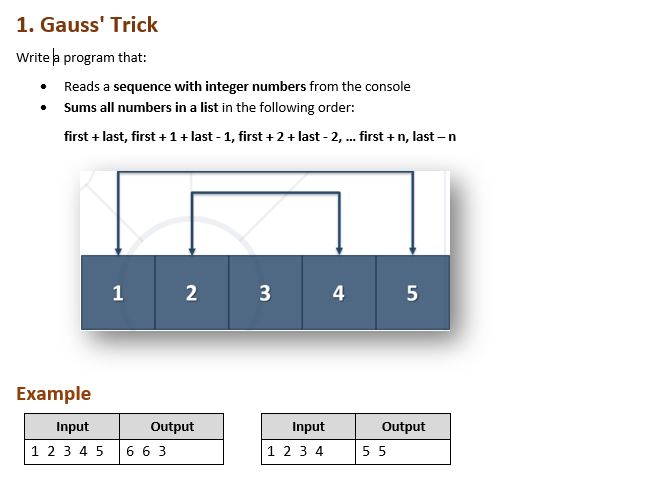 1. Gauss' Trick
Write a program that:
• Reads a sequence with integer numbers from the console
• Sums all numbers in a list in the following order:
first + last, first + 1 + last - 1, first + 2 + last - 2, ... first + n, last – n
1 2 3 4 5
Example
Input Output Input Output
1 2 3 4 5 6 6 3 1 2 3 4 5 5